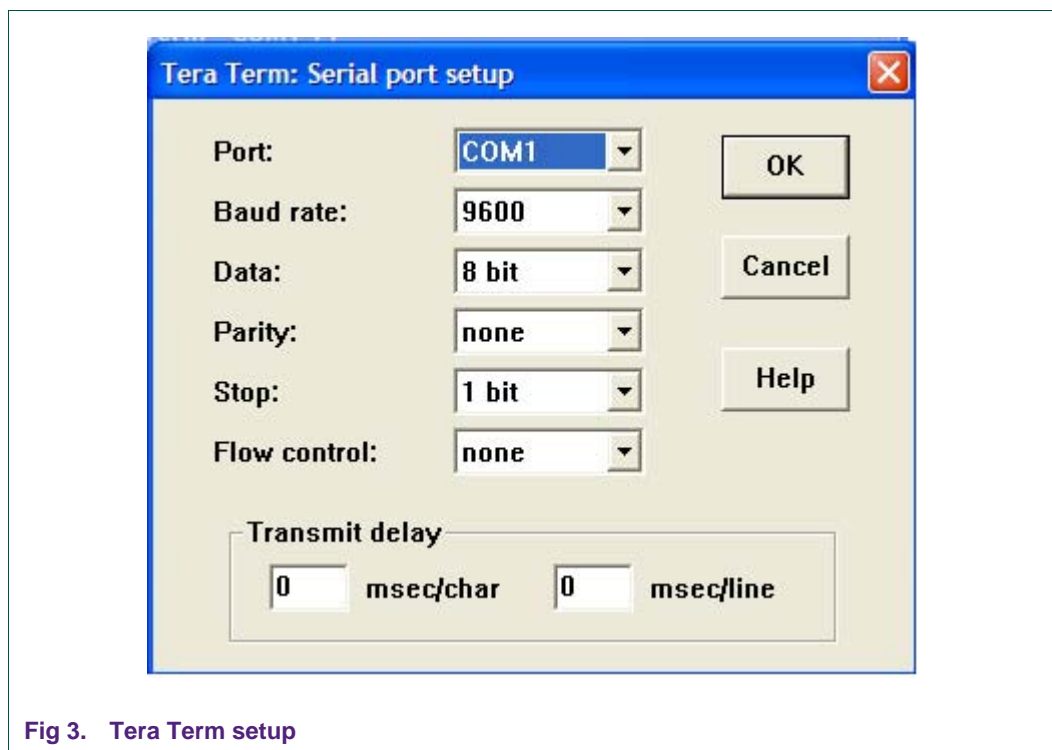 Tera Term: Serial port setup
Port: COM1 OK
Baud rate: 9600
Data: 8 bit Cancel
Parity: none
Stop: 1 bit Help
Flow control: none
Transmit delay
0 msec/char 0 msec/line
Fig 3. Tera Term setup